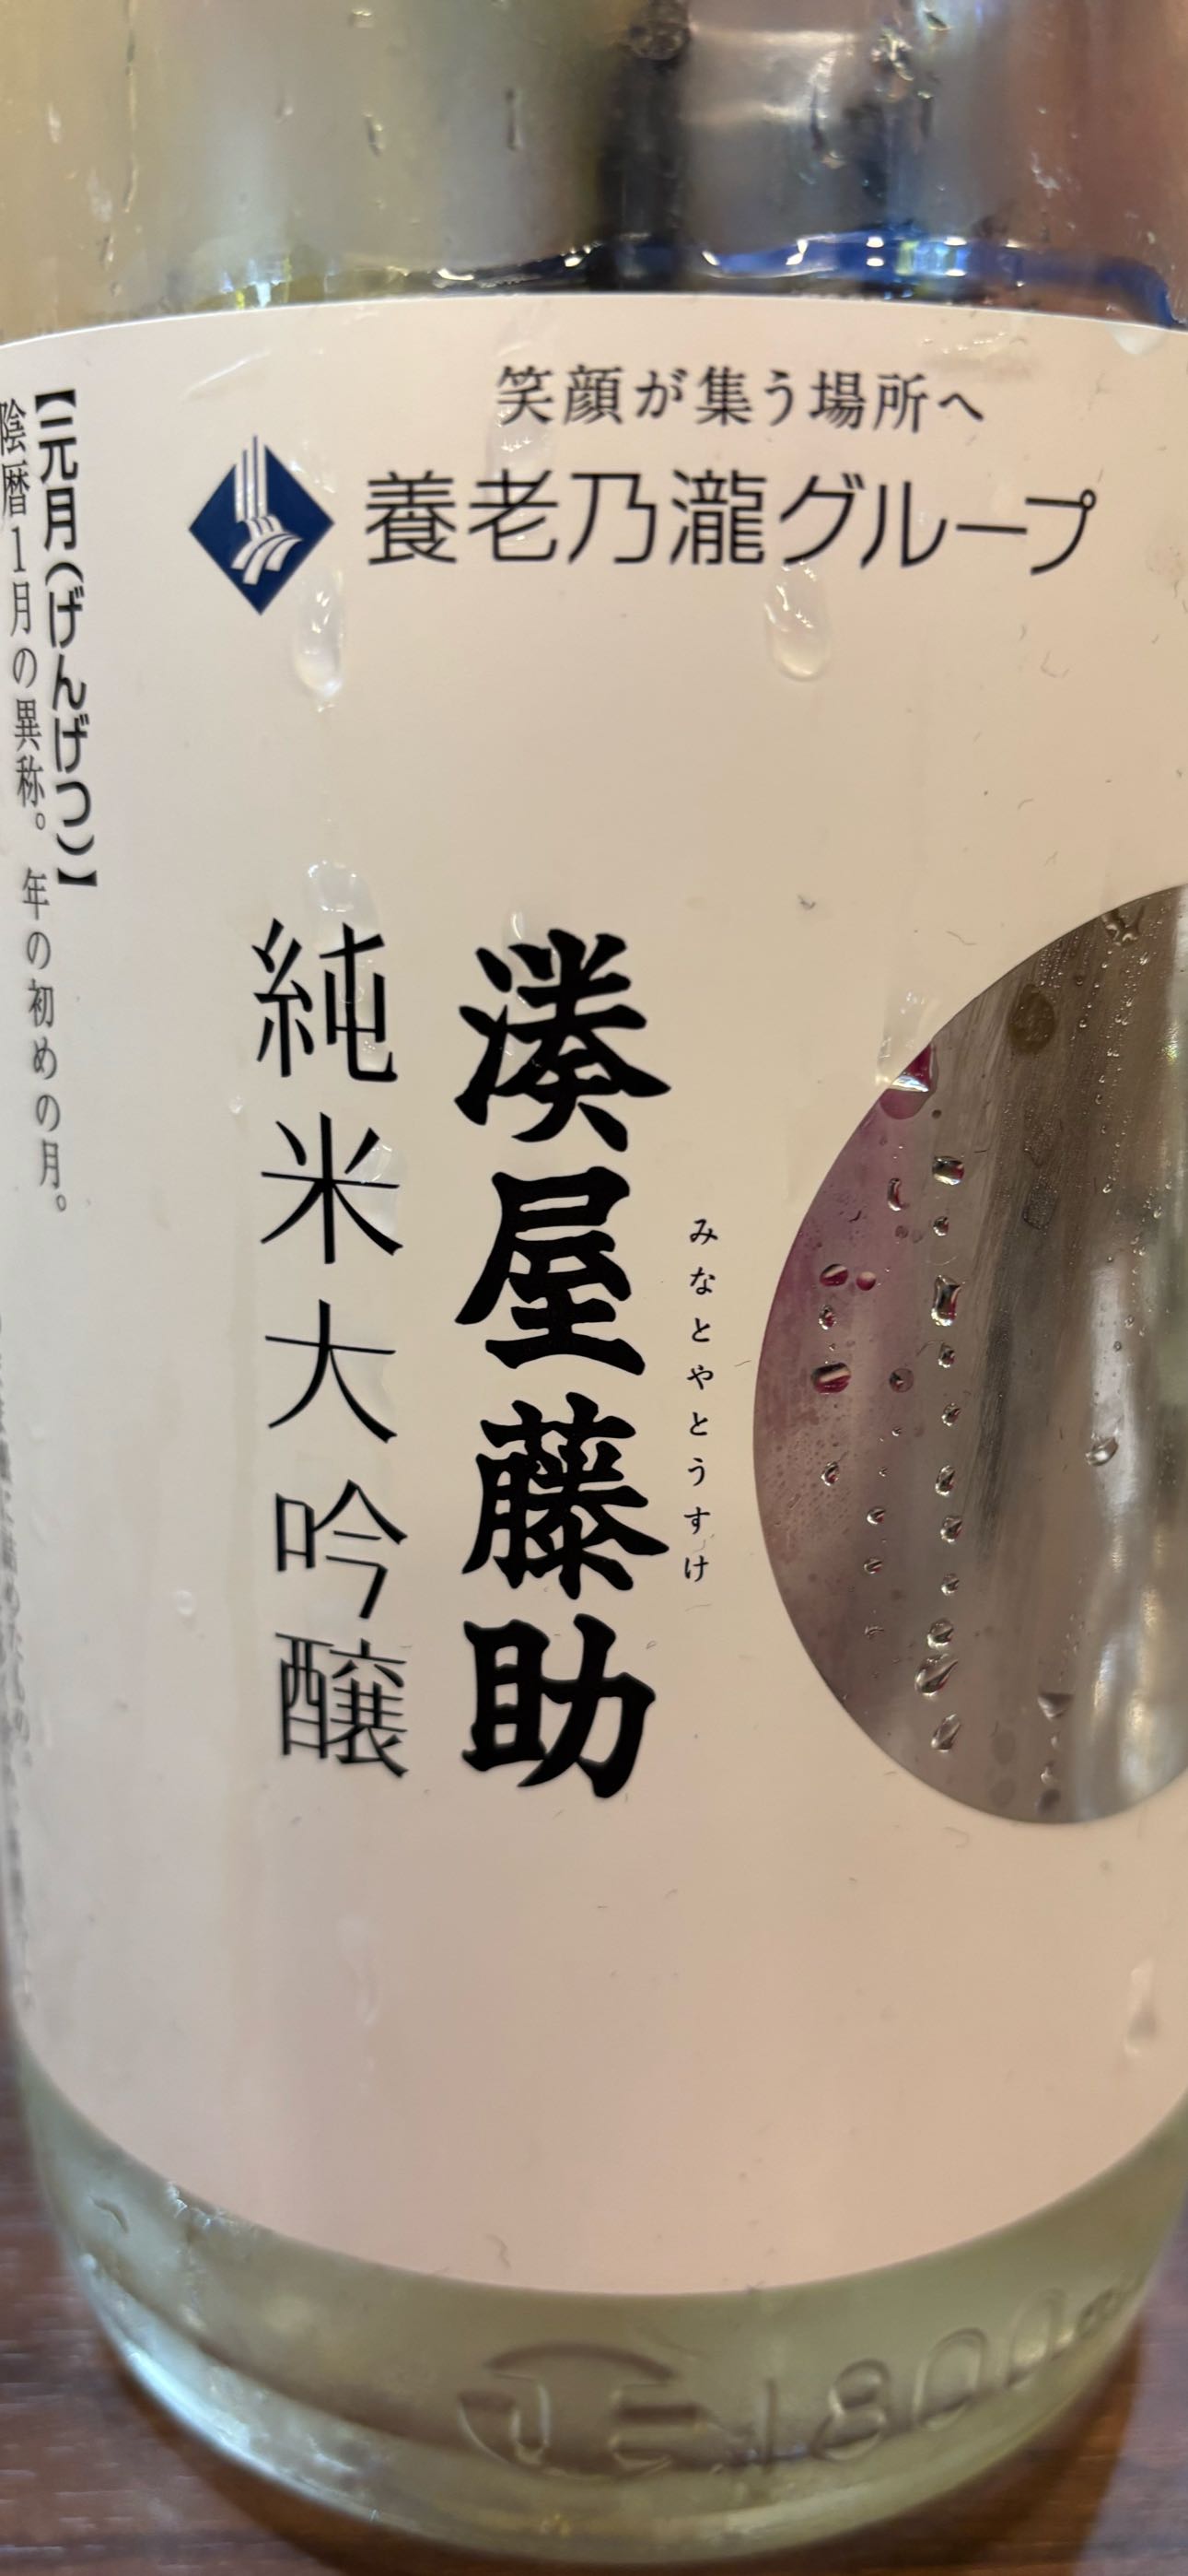 笑顔が集う場所へ
養老乃瀧グループ
みなとやとうすけ
湊屋藤助
純米大吟醸
【元月(げんげつ)】
陰暦1月の異称。年の初めの月。
1800